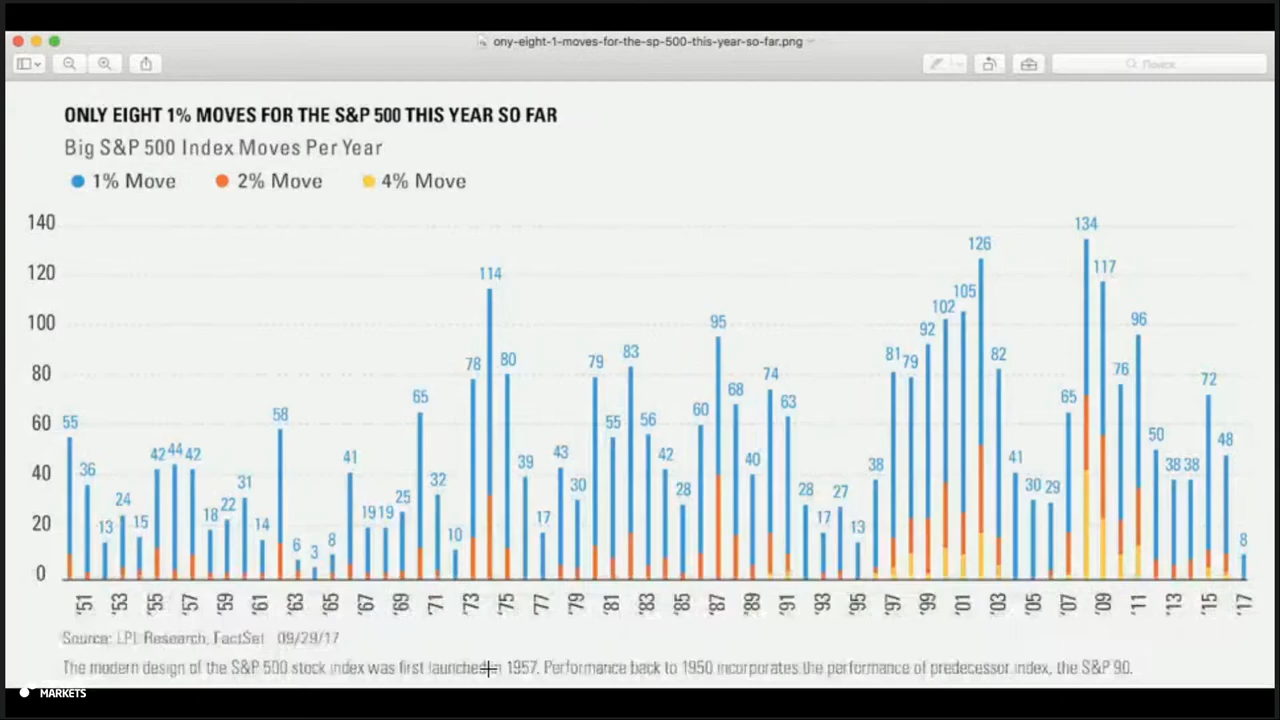 ony-eight-1-moves-for-the-sp-500-this-year-so-far.png
Поиск
ONLY EIGHT 1% MOVES FOR THE S&P 500 THIS YEAR SO FAR
Big S&P 500 Index Moves Per Year
1% Move 2% Move 4% Move
140
120
100
80
60
40
20
0
55 36 13 24 15 42 44 42 18 22 31 14 58 6 3 8 41 19 19 25 65 32 10 78 114 80 39 17 43 30 79 55 83 56 42 28 60 95 68 40 74 63 28 17 27 13 38 81 79 92 102 105 126 82 41 30 29 65 134 117 76 96 50 38 38 72 48 8
'51 '53 '55 '57 '59 '61 '63 '65 '67 '69 '71 '73 '75 '77 '79 '81 '83 '85 '87 '89 '91 '93 '95 '97 '99 '01 '03 '05 '07 '09 '11 '13 '15 '17
Source: LPL Research, FactSet 09/29/17
The modern design of the S&P 500 stock index was first launched in 1957. Performance back to 1950 incorporates the performance of predecessor index, the S&P 90.
MARKETS